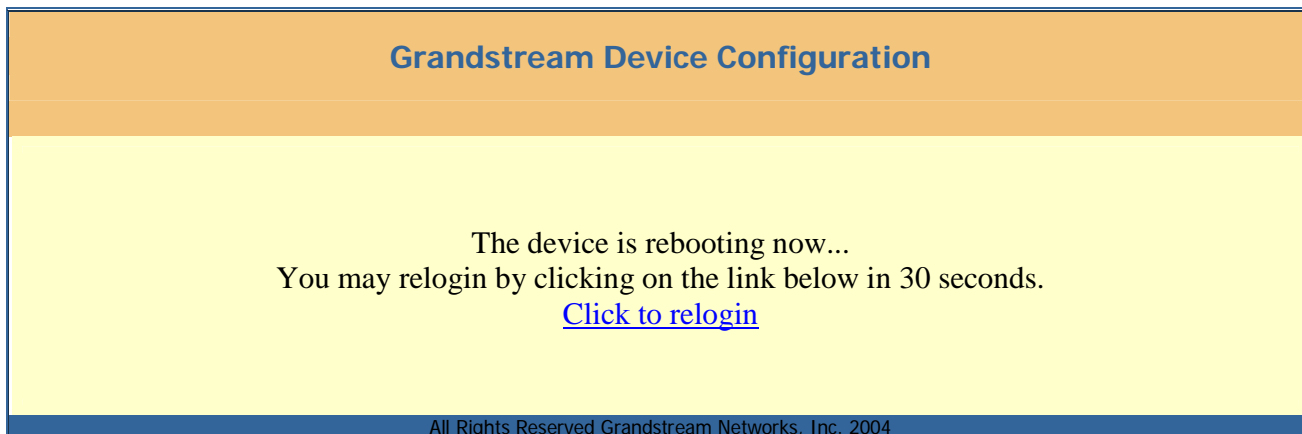 Grandstream Device Configuration
The device is rebooting now...
You may relogin by clicking on the link below in 30 seconds.
Click to relogin
All Rights Reserved Grandstream Networks, Inc. 2004